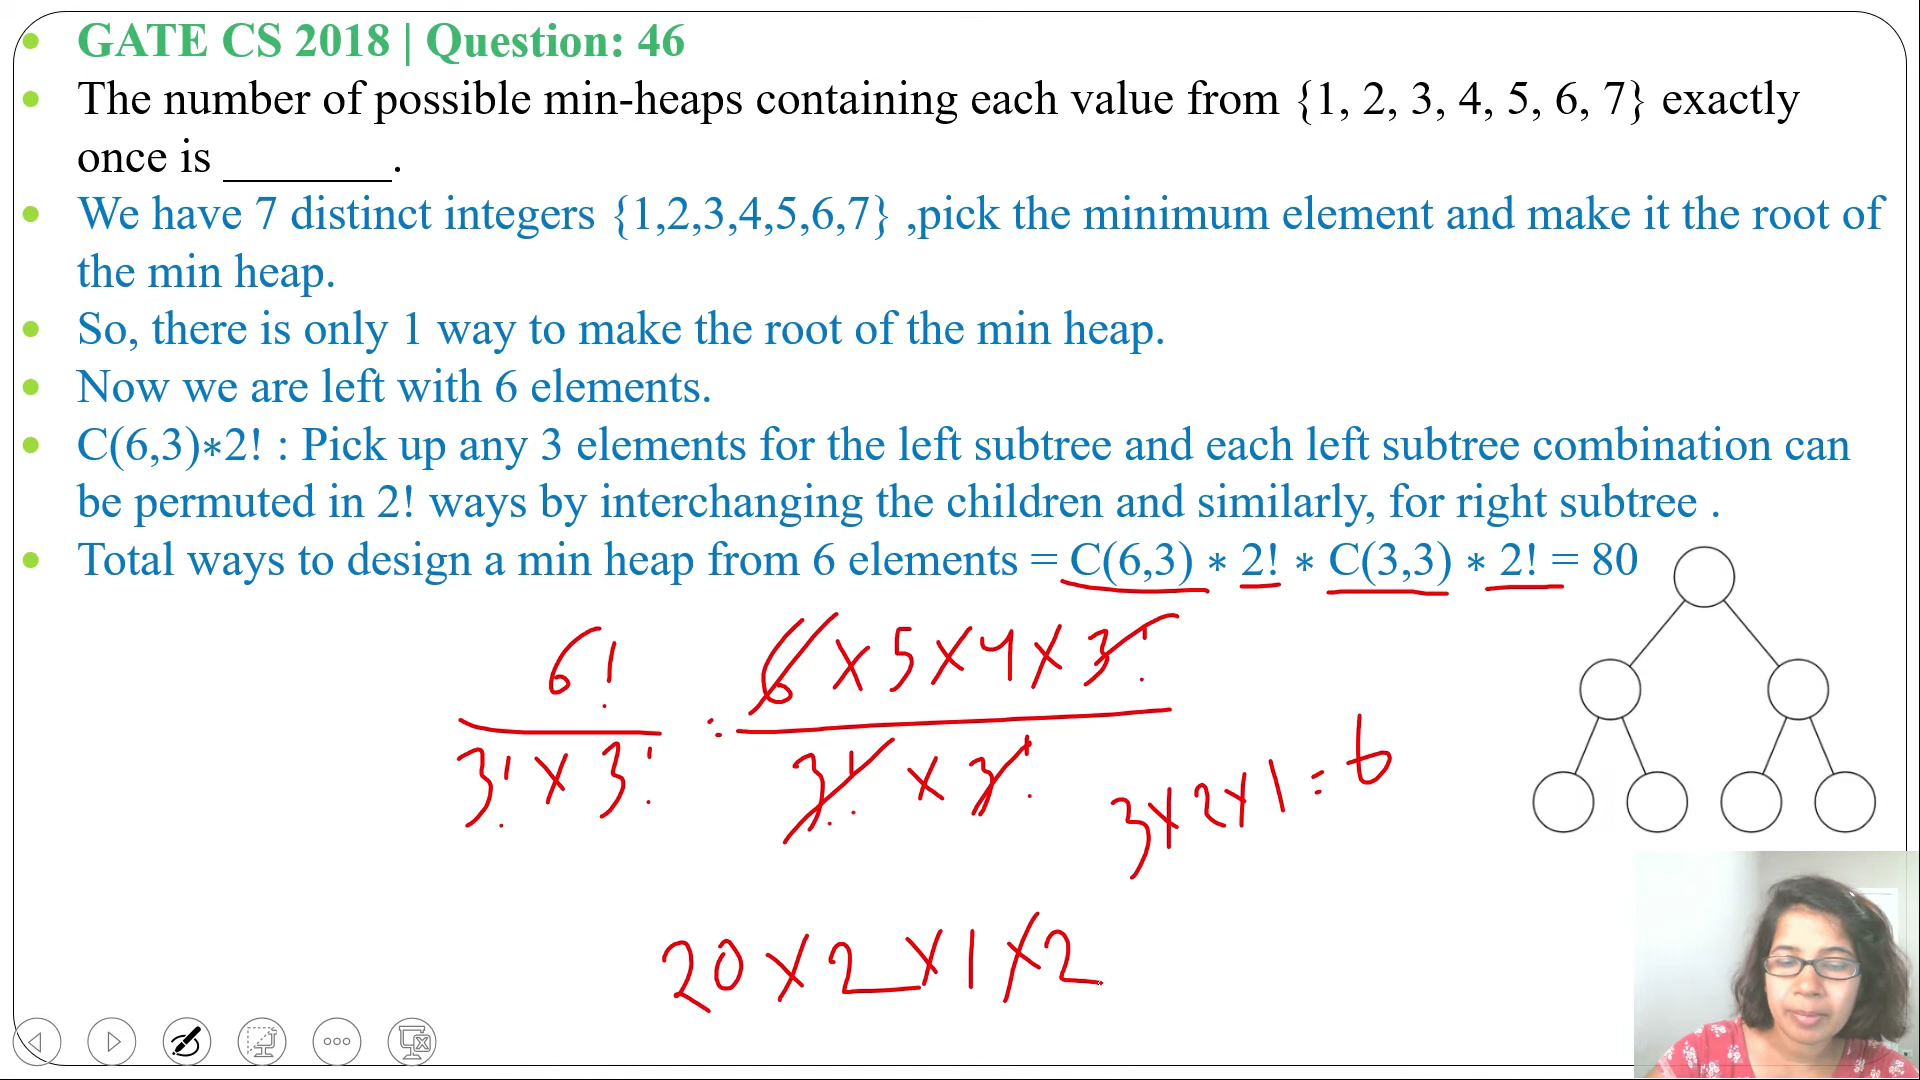 GATE CS 2018 | Question: 46
The number of possible min-heaps containing each value from {1, 2, 3, 4, 5, 6, 7} exactly
once is _______.
We have 7 distinct integers {1,2,3,4,5,6,7} ,pick the minimum element and make it the root of
the min heap.
So, there is only 1 way to make the root of the min heap.
Now we are left with 6 elements.
C(6,3)∗2! : Pick up any 3 elements for the left subtree and each left subtree combination can
be permuted in 2! ways by interchanging the children and similarly, for right subtree .
Total ways to design a min heap from 6 elements = C(6,3) ∗ 2! ∗ C(3,3) ∗ 2! = 80
6! = 6 x 5 x 4 x 3!
3! x 3! 3! x 3!
3 x 2 x 1 = 6
20 x 2 x 1 x 2